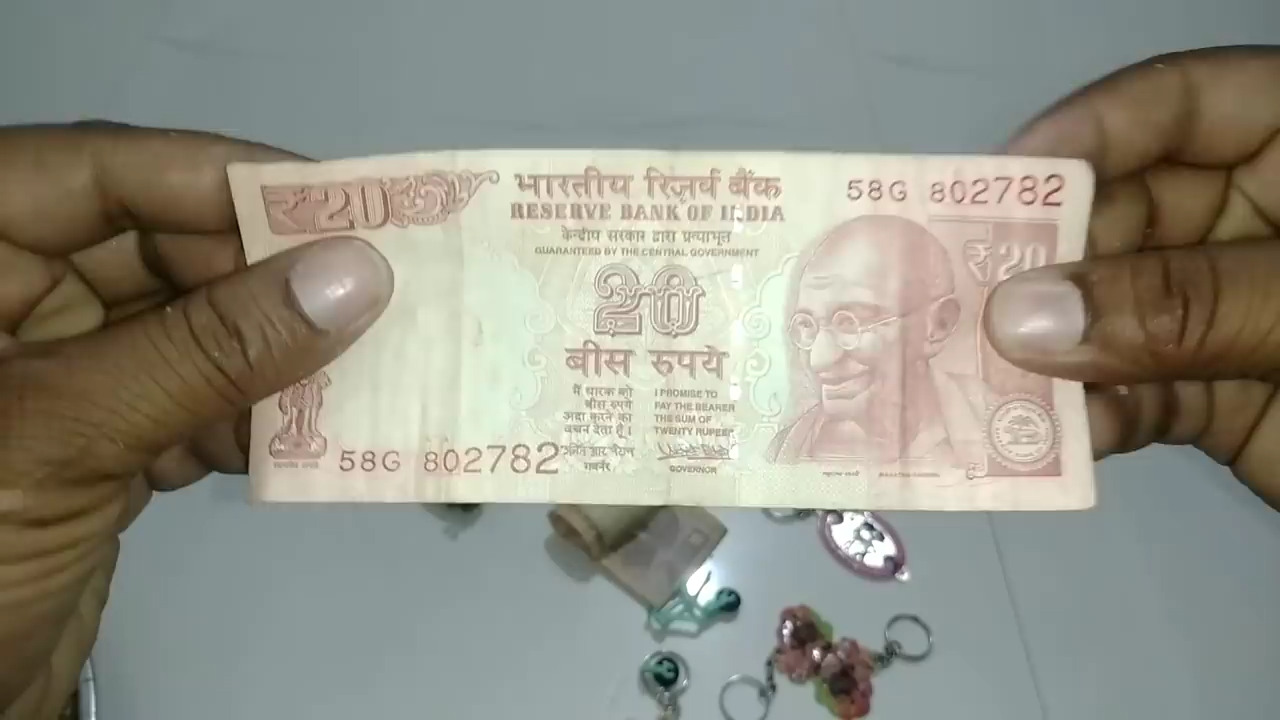 ₹20
भारतीय रिज़र्व बैंक
RESERVE BANK OF INDIA
केन्द्रीय सरकार द्वारा प्रत्याभूत
GUARANTEED BY THE CENTRAL GOVERNMENT
58G 802782
₹20
20
बीस रुपये
मैं धारक को
बीस रुपये
अदा करने का
वचन देता हूँ।
I PROMISE TO
PAY THE BEARER
THE SUM OF
TWENTY RUPEES
गवर्नर
GOVERNOR
58G 802782